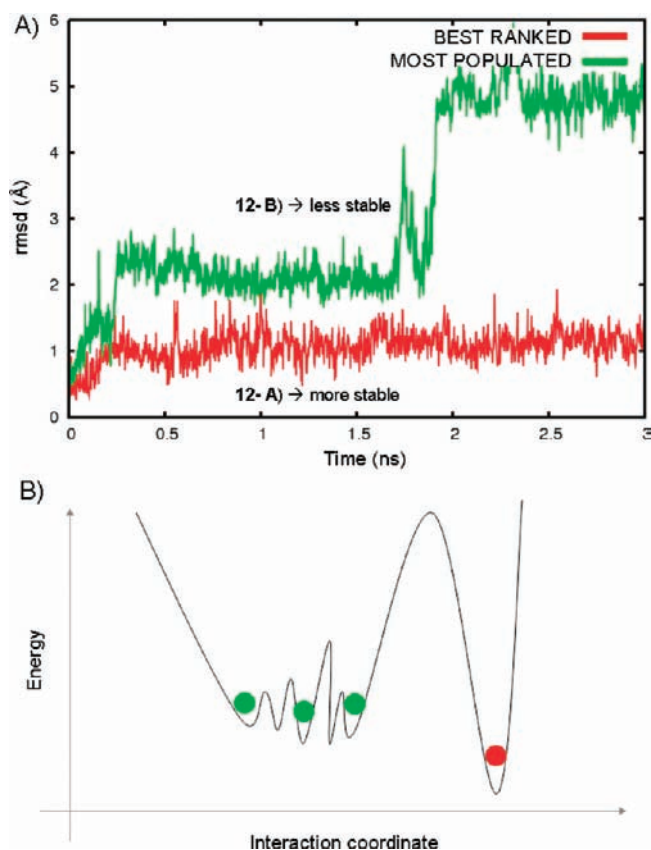 A)
BEST RANKED
MOST POPULATED
6
5
4
3
2
1
0
rmsd (Å)
12-B) → less stable
12-A) → more stable
0 0.5 1 1.5 2 2.5 3
Time (ns)
B)
Energy
Interaction coordinate